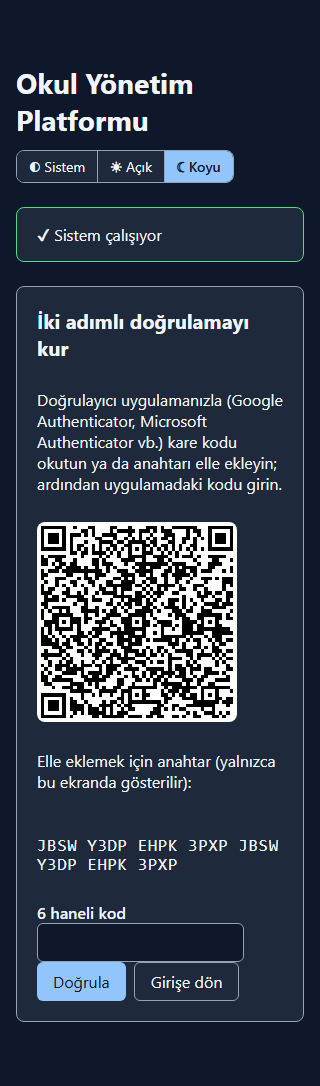 Okul Yönetim
Platformu
Sistem
Açık
Koyu
✓ Sistem çalışıyor
İki adımlı doğrulamayı
kur
Doğrulayıcı uygulamanızla (Google
Authenticator, Microsoft
Authenticator vb.) kare kodu
okutun ya da anahtarı elle ekleyin;
ardından uygulamadaki kodu girin.
Elle eklemek için anahtar (yalnızca
bu ekranda gösterilir):
JBSW Y3DP EHPK 3PXP JBSW
Y3DP EHPK 3PXP
6 haneli kod
Doğrula
Girişe dön